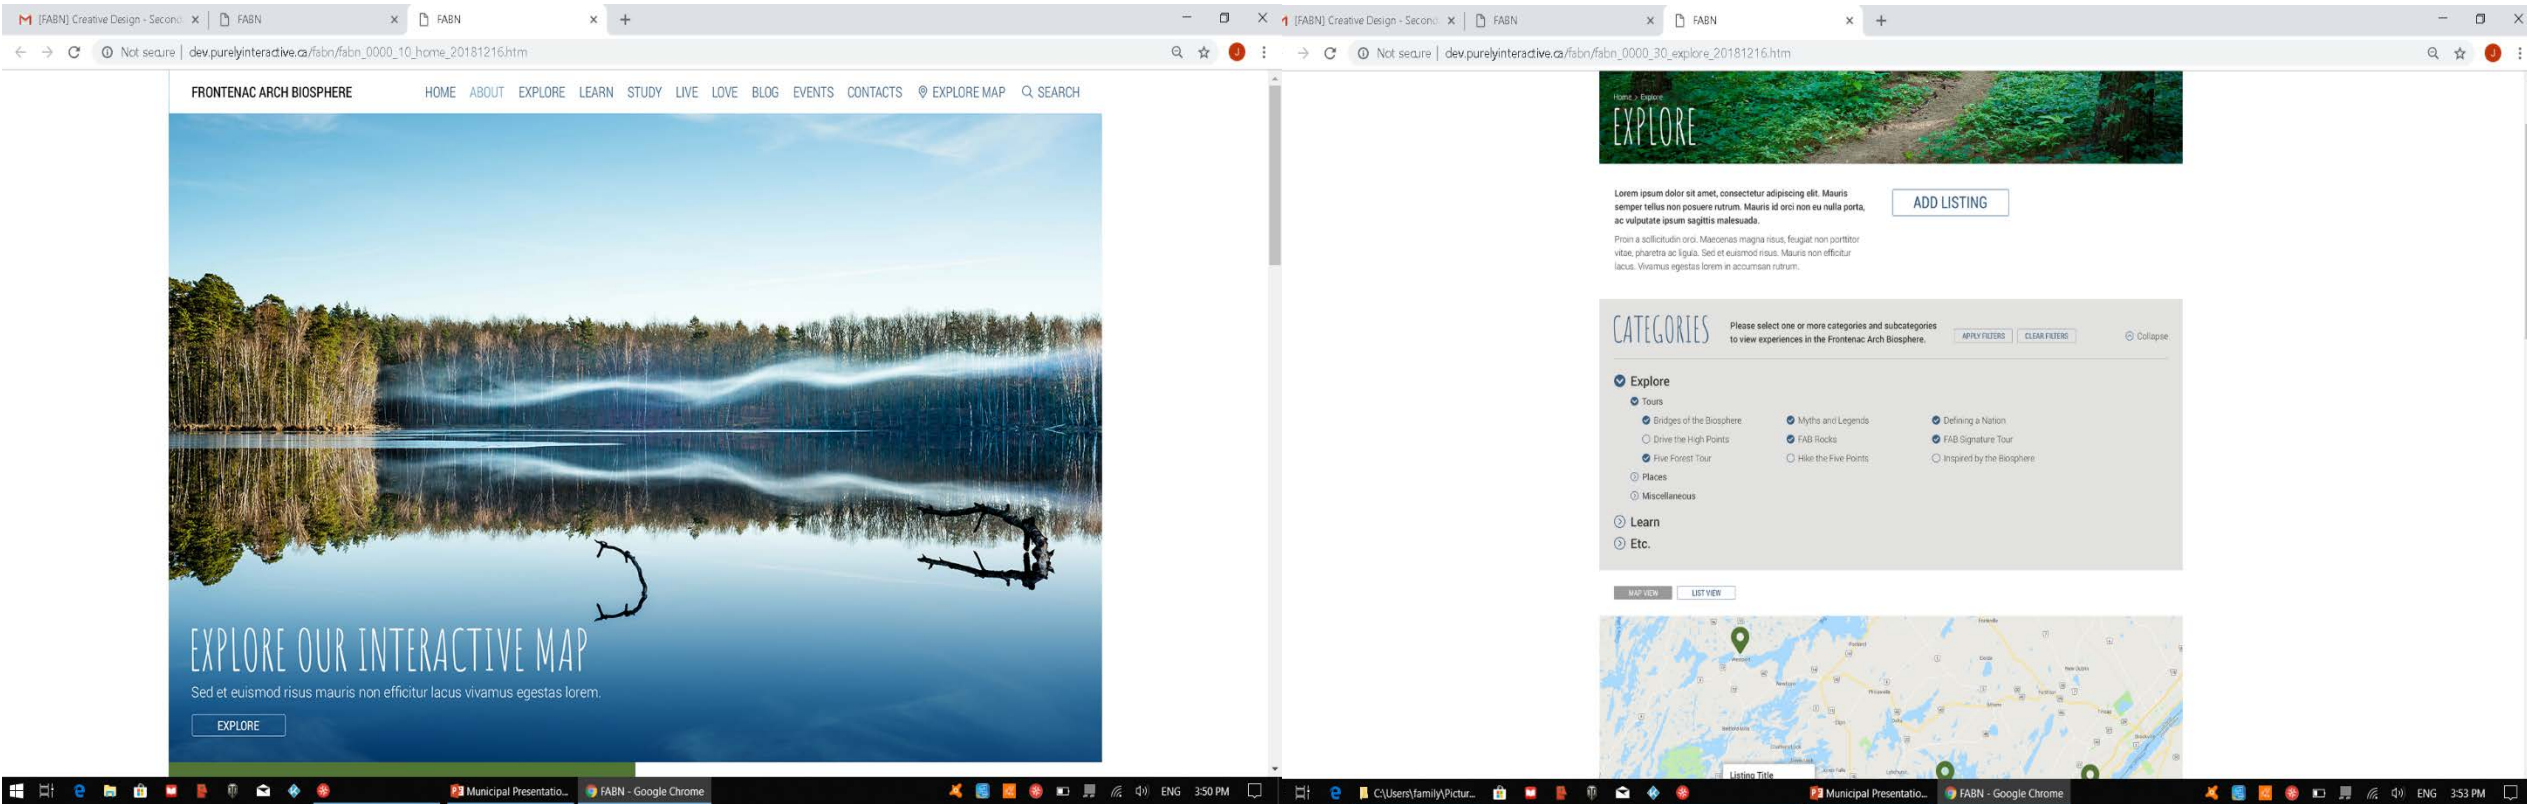 [FABN] Creative Design - Second
FABN
FABN
Not secure | dev.purelyinteractive.ca/fabn/fabn_0000_10_home_20181216.htm
FRONTENAC ARCH BIOSPHERE
HOME ABOUT EXPLORE LEARN STUDY LIVE LOVE BLOG EVENTS CONTACTS EXPLORE MAP SEARCH
EXPLORE OUR INTERACTIVE MAP
Sed et euismod risus mauris non efficitur lacus vivamus egestas lorem.
EXPLORE
Municipal Presentatio...
FABN - Google Chrome
ENG 3:50 PM
[FABN] Creative Design - Second
FABN
FABN
Not secure | dev.purelyinteractive.ca/fabn/fabn_0000_30_explore_20181216.htm
Home > Explore
EXPLORE
Lorem ipsum dolor sit amet, consectetur adipiscing elit. Mauris
semper tellus non posuere rutrum. Mauris id orci non eu nulla porta,
ac vulputate ipsum sagittis malesuada.
ADD LISTING
Proin a sollicitudin orci. Maecenas magna risus, feugiat non porttitor
vitae, pharetra ac ligula. Sed et euismod risus. Mauris non efficitur
lacus. Vivamus egestas lorem in accumsan rutrum.
CATEGORIES
Please select one or more categories and subcategories
to view experiences in the Frontenac Arch Biosphere.
APPLY FILTERS
CLEAR FILTERS
Collapse
Explore
Tours
Bridges of the Biosphere
Myths and Legends
Defining a Nation
Drive the High Points
FAB Rocks
FAB Signature Tour
Five Forest Tour
Hike the Five Points
Inspired by the Biosphere
Places
Miscellaneous
Learn
Etc.
MAP VIEW
LIST VIEW
Listing Title
C:\Users\family\Pictur...
Municipal Presentatio...
FABN - Google Chrome
ENG 3:53 PM